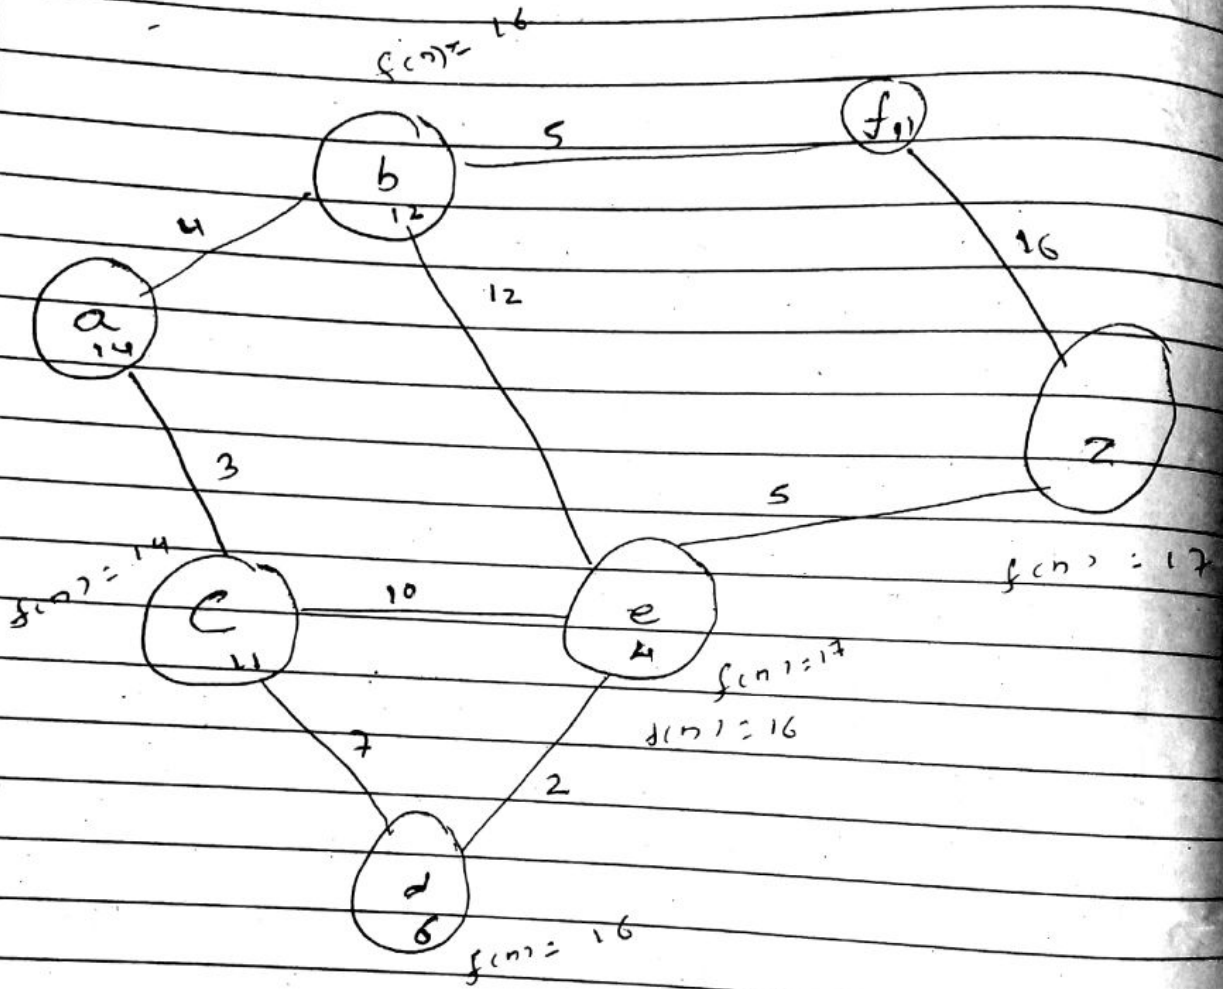 f(n)= 16
b
12
5
f 11
4
a
14
12
16
z
3
5
f(n) = 14
C
11
10
e
4
f(n) = 17
f(n) = 17
f(n) = 16
7
2
d
6
f(n) = 16